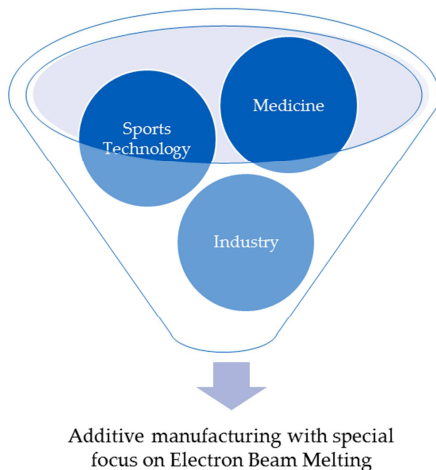 Medicine
Sports
Technology
Industry
Additive manufacturing with special
focus on Electron Beam Melting